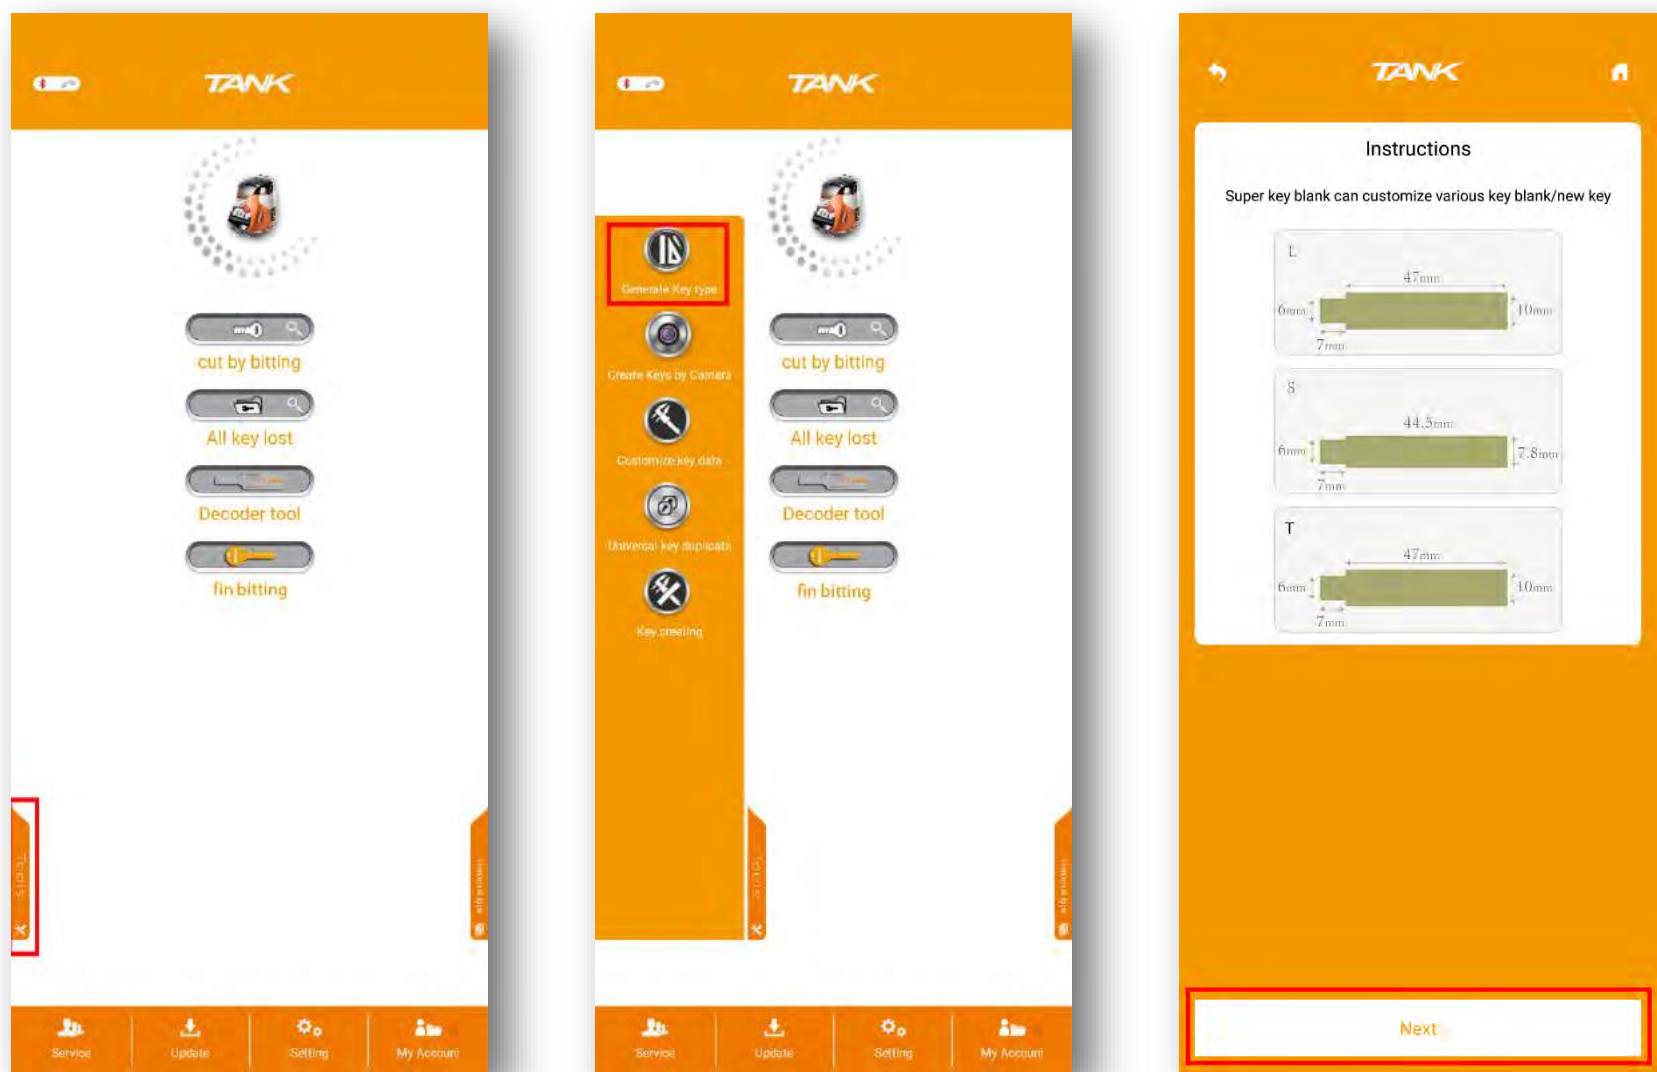 TANK
cut by bitting
All key lost
Decoder tool
fin bitting
Tools
Service
Update
Setting
My Account
TANK
Generate Key type
Create Keys by Camera
Customize key data
Universal key duplicate
Key creating
cut by bitting
All key lost
Decoder tool
fin bitting
Tools
Service
Update
Setting
My Account
TANK
Instructions
Super key blank can customize various key blank/new key
L
47mm
6mm
10mm
7mm
S
44.5mm
6mm
7.8mm
7mm
T
47mm
6mm
10mm
7mm
Next